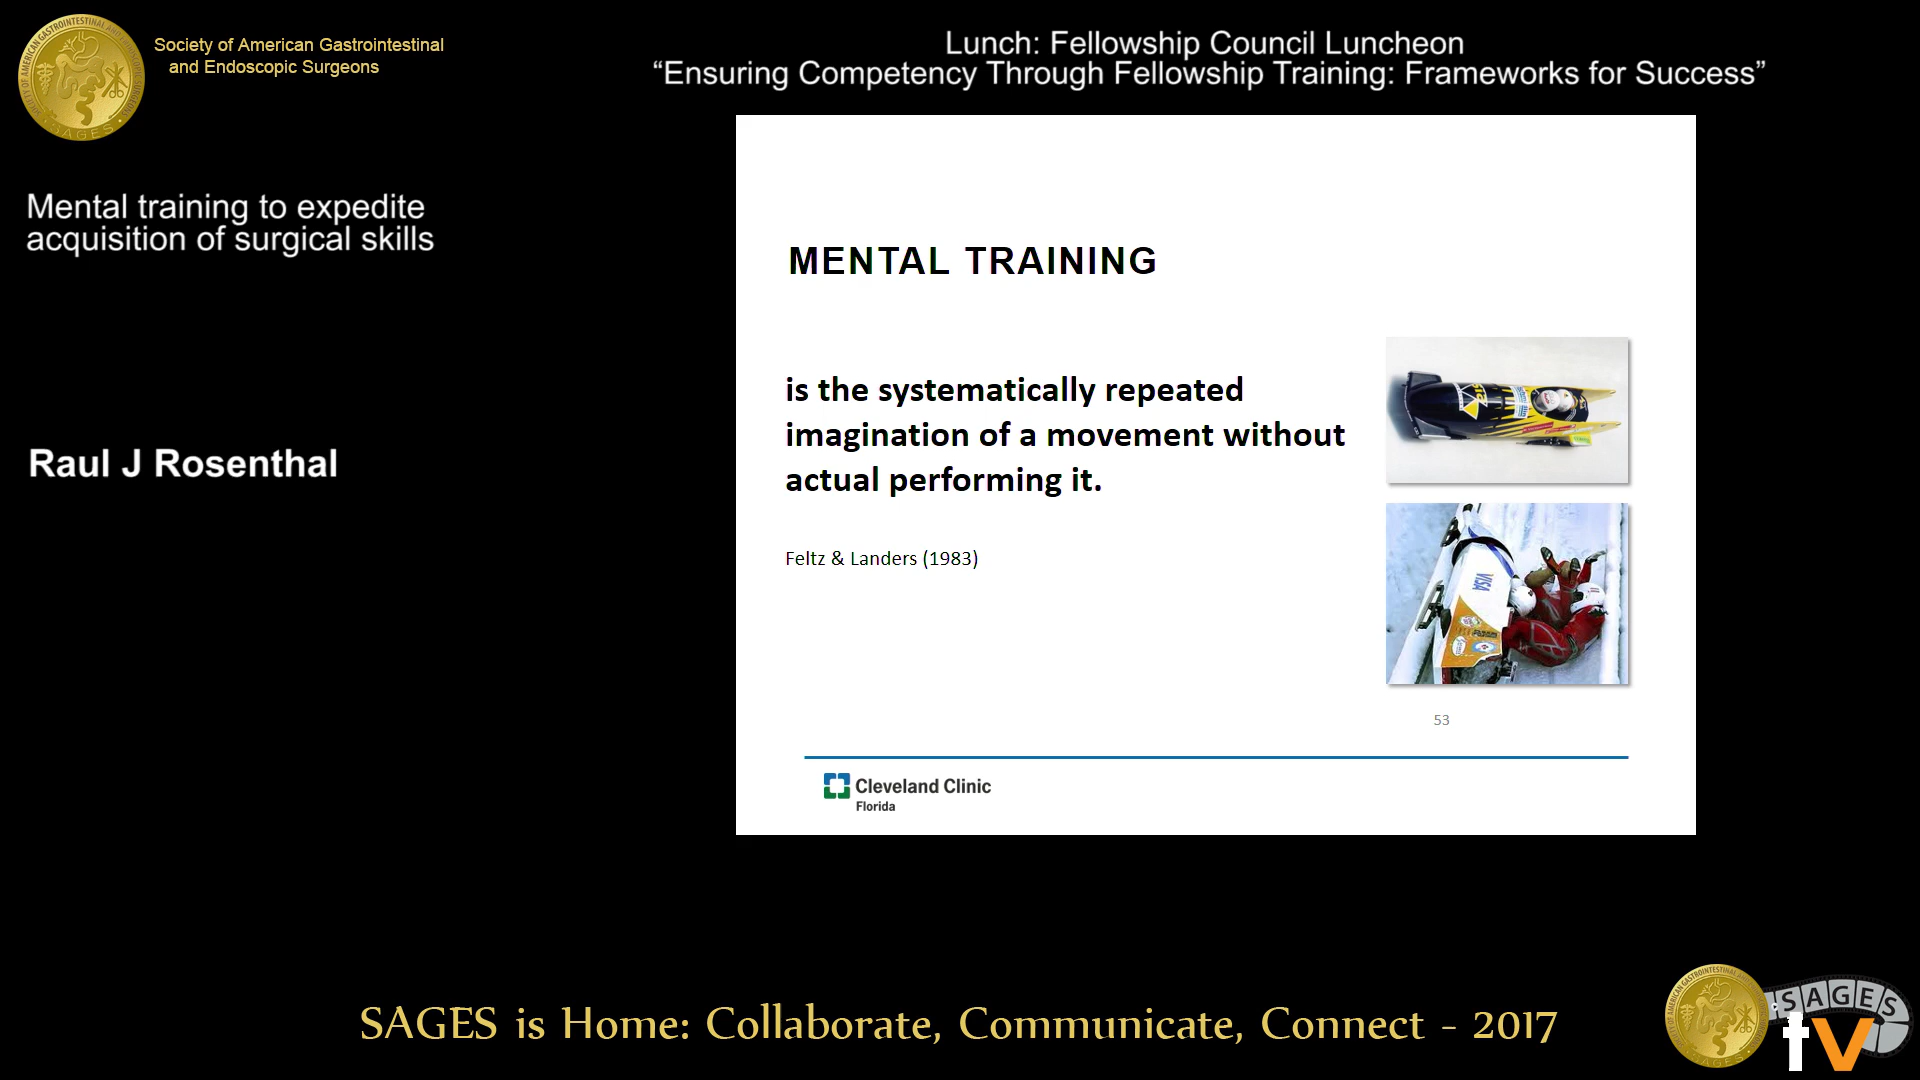 Society of American Gastrointestinal
and Endoscopic Surgeons
Lunch: Fellowship Council Luncheon
“Ensuring Competency Through Fellowship Training: Frameworks for Success”
Mental training to expedite
acquisition of surgical skills
Raul J Rosenthal
MENTAL TRAINING
is the systematically repeated
imagination of a movement without
actual performing it.
Feltz & Landers (1983)
VISA
53
Cleveland Clinic
Florida
SAGES is Home: Collaborate, Communicate, Connect - 2017
SAGES
tv